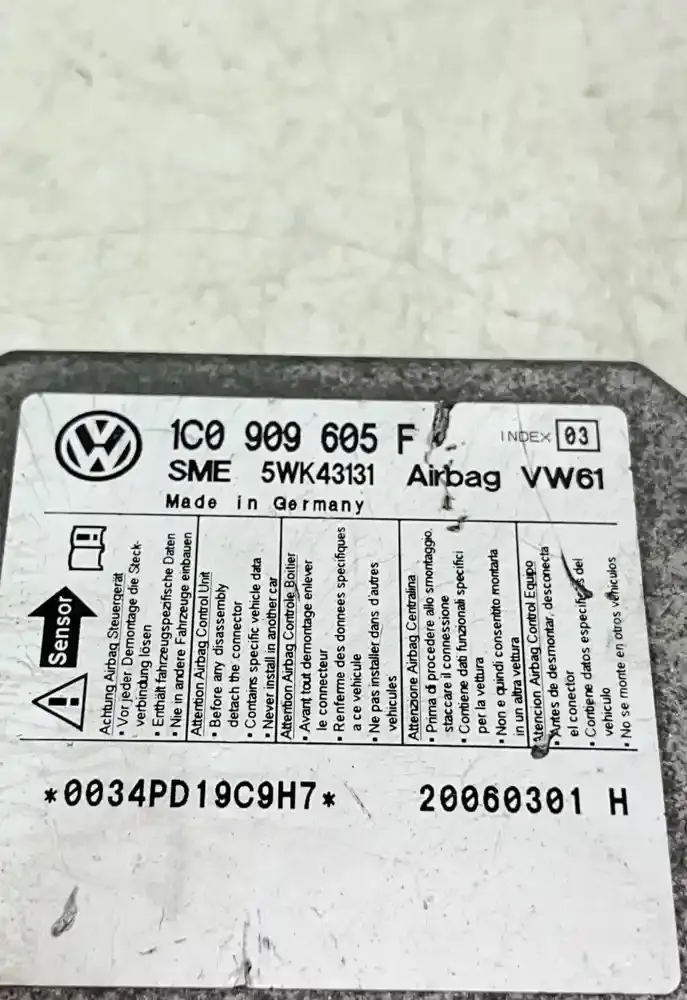 1C0 909 605 F
INDEX 03
SME 5WK43131 Airbag VW61
Made in Germany
Sensor
Achtung Airbag Steuergerät
• Vor jeder Demontage die Steck-
verbindung lösen
• Enthält fahrzeugspezifische Daten
• Nie in andere Fahrzeuge einbauen
Attention Airbag Control Unit
• Before any disassembly
detach the connector
• Contains specific vehicle data
• Never install in another car
Attention Airbag Controle Boitier
• Avant tout demontage enlever
le connecteur
• Renferme des donnees specifiques
a ce vehicule
• Ne pas installer dans d'autres
vehicules
Attenzione Airbag Centralina
• Prima di procedere allo smontaggio.
staccare il connessione
• Contiene dati funzionali specifici
per la vettura
• Non e quindi consentito montarla
in un altra vettura
Atencion Airbag Control Equipo
• Antes de desmontar, desconecta
el conector
• Contiene datos especificos del
vehiculo
• No se monte en otros vehiculos
*0034PD19C9H7*
20060301 H